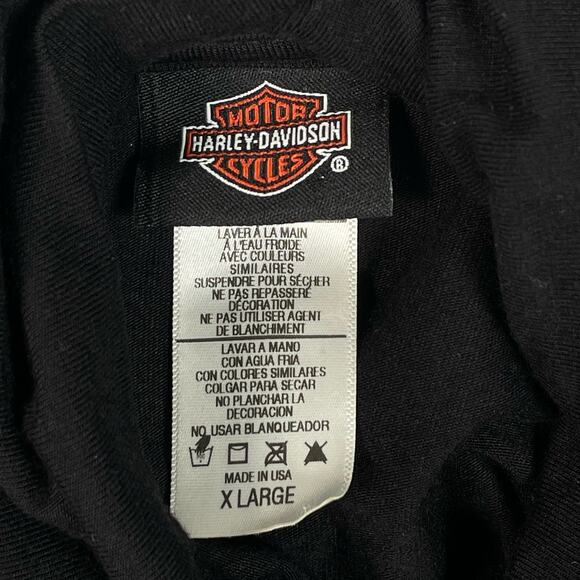 MOTOR
HARLEY-DAVIDSON
CYCLES
®
LAVER À LA MAIN
À L'EAU FROIDE
AVEC COULEURS
SIMILAIRES
SUSPENDRE POUR SÉCHER
NE PAS REPASSERÉ
DÉCORATION
NE PAS UTILISER AGENT
DE BLANCHIMENT
LAVAR A MANO
CON AGUA FRIA
CON COLORES SIMILARES
COLGAR PARA SECAR
NO PLANCHAR LA
DECORACION
NO USAR BLANQUEADOR
MADE IN USA
X LARGE